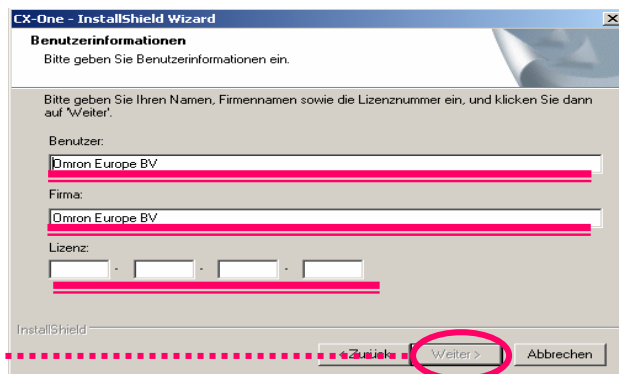 CX-One - InstallShield Wizard
Benutzerinformationen
Bitte geben Sie Benutzerinformationen ein.
Bitte geben Sie Ihren Namen, Firmennamen sowie die Lizenznummer ein, und klicken Sie dann
auf 'Weiter'.
Benutzer:
Omron Europe BV
Firma:
Omron Europe BV
Lizenz:
- - -
InstallShield
< Zurück Weiter > Abbrechen